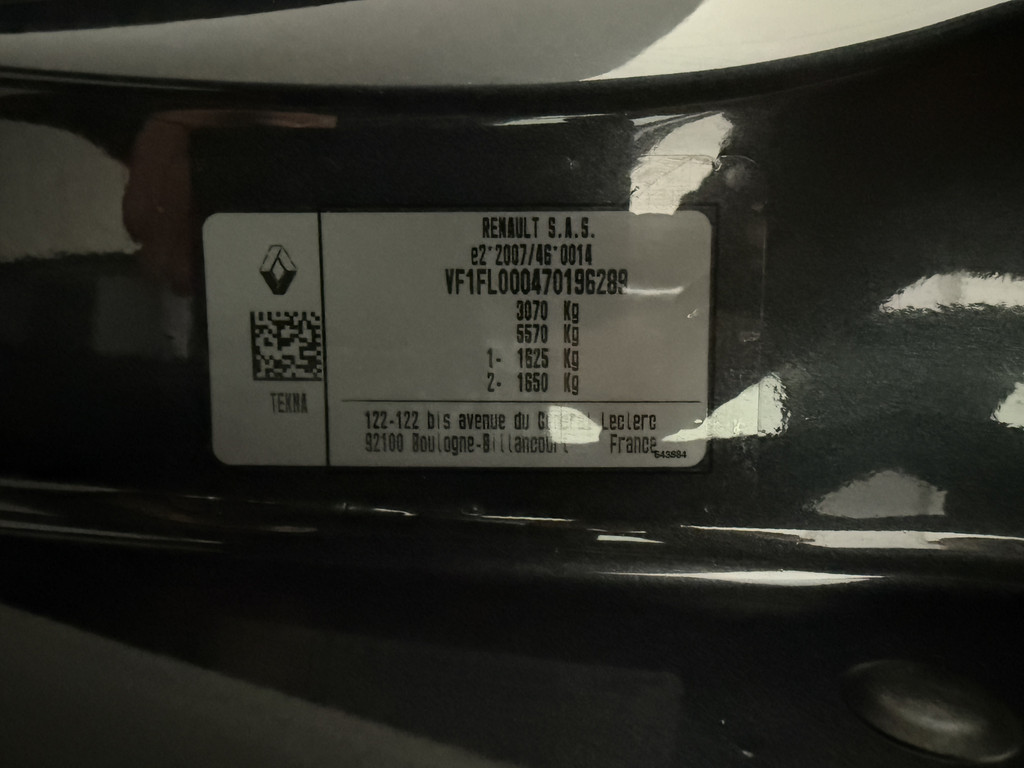 RENAULT S.A.S.
e2*2007/46*0014
VF1FL000470196289
3070 Kg
5570 Kg
1- 1625 Kg
2- 1650 Kg
TEKNA
122-122 bis avenue du Général Leclerc
92100 Boulogne-Billancourt France
643884